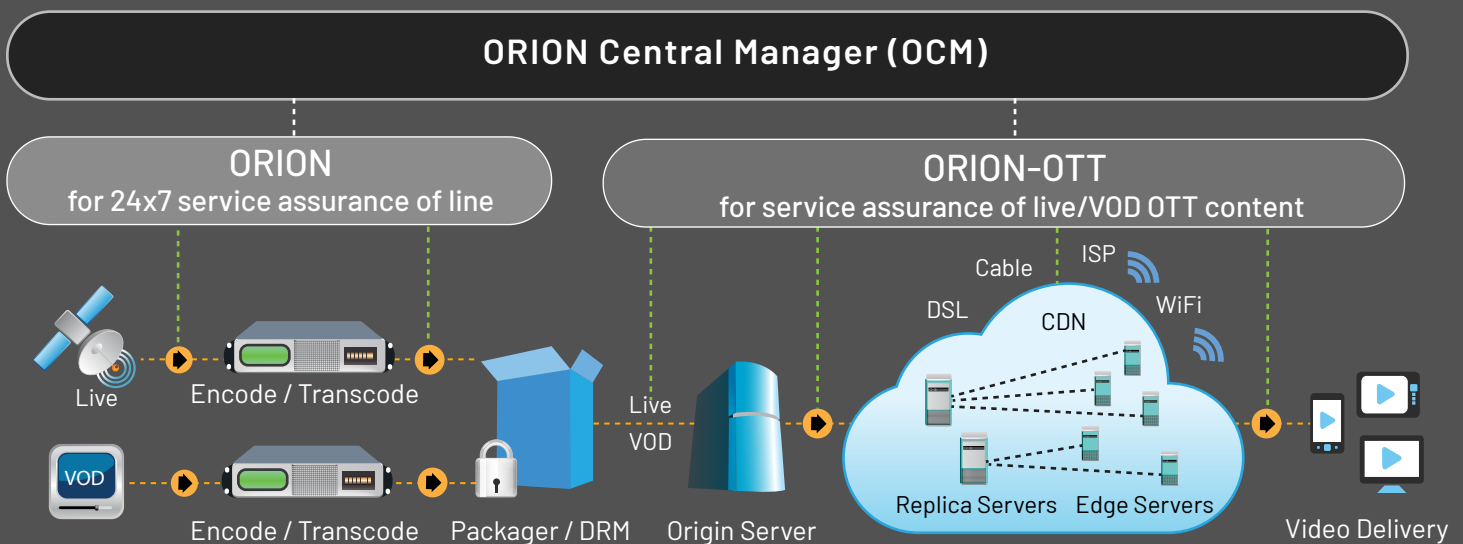 ORION Central Manager (OCM)
ORION
for 24x7 service assurance of line
ORION-OTT
for service assurance of live/VOD OTT content
Cable
ISP
DSL
WiFi
CDN
Live
Encode / Transcode
Live
VOD
VOD
Replica Servers
Edge Servers
Encode / Transcode
Packager / DRM
Origin Server
Video Delivery